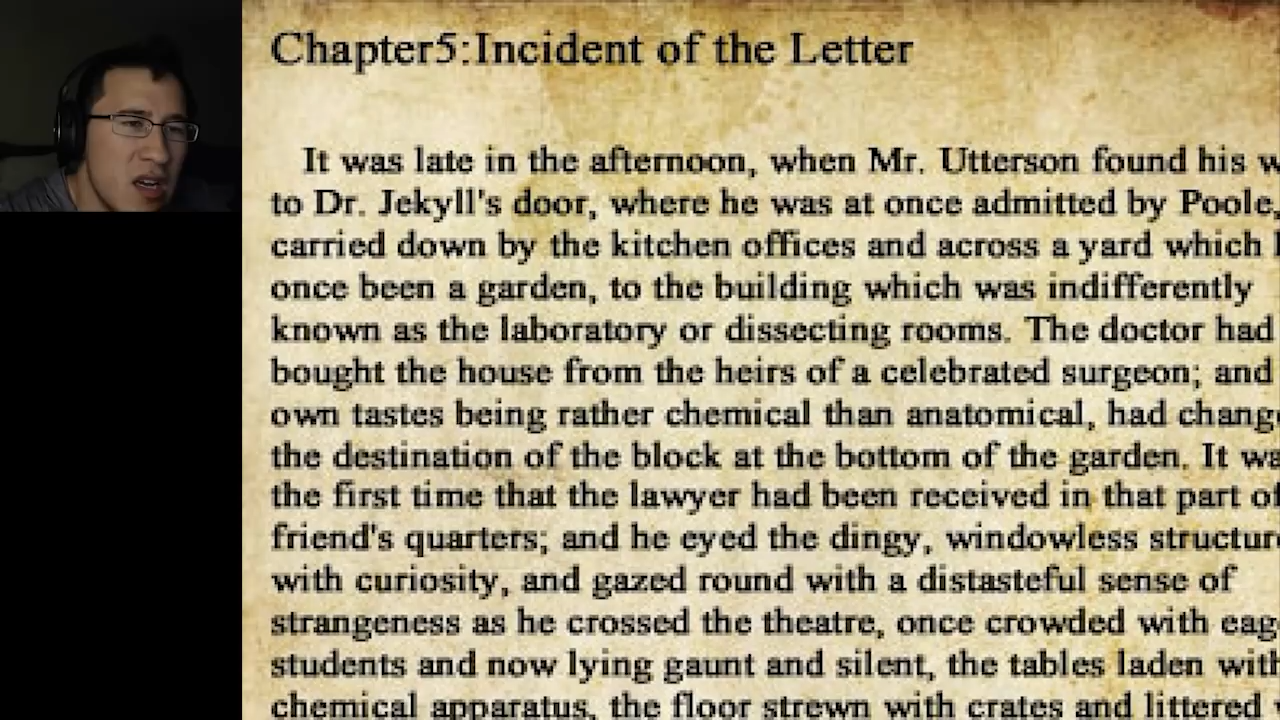 Chapter5:Incident of the Letter
It was late in the afternoon, when Mr. Utterson found his
to Dr. Jekyll's door, where he was at once admitted by Poole,
carried down by the kitchen offices and across a yard which
once been a garden, to the building which was indifferently
known as the laboratory or dissecting rooms. The doctor had
bought the house from the heirs of a celebrated surgeon; and
own tastes being rather chemical than anatomical, had
the destination of the block at the bottom of the garden. It
the first time that the lawyer had been received in that part of
friend's quarters; and he eyed the dingy, windowless
with curiosity, and gazed round with a distasteful sense of
strangeness as he crossed the theatre, once crowded with
students and now lying gaunt and silent, the tables laden with
chemical apparatus, the floor strewn with crates and littered